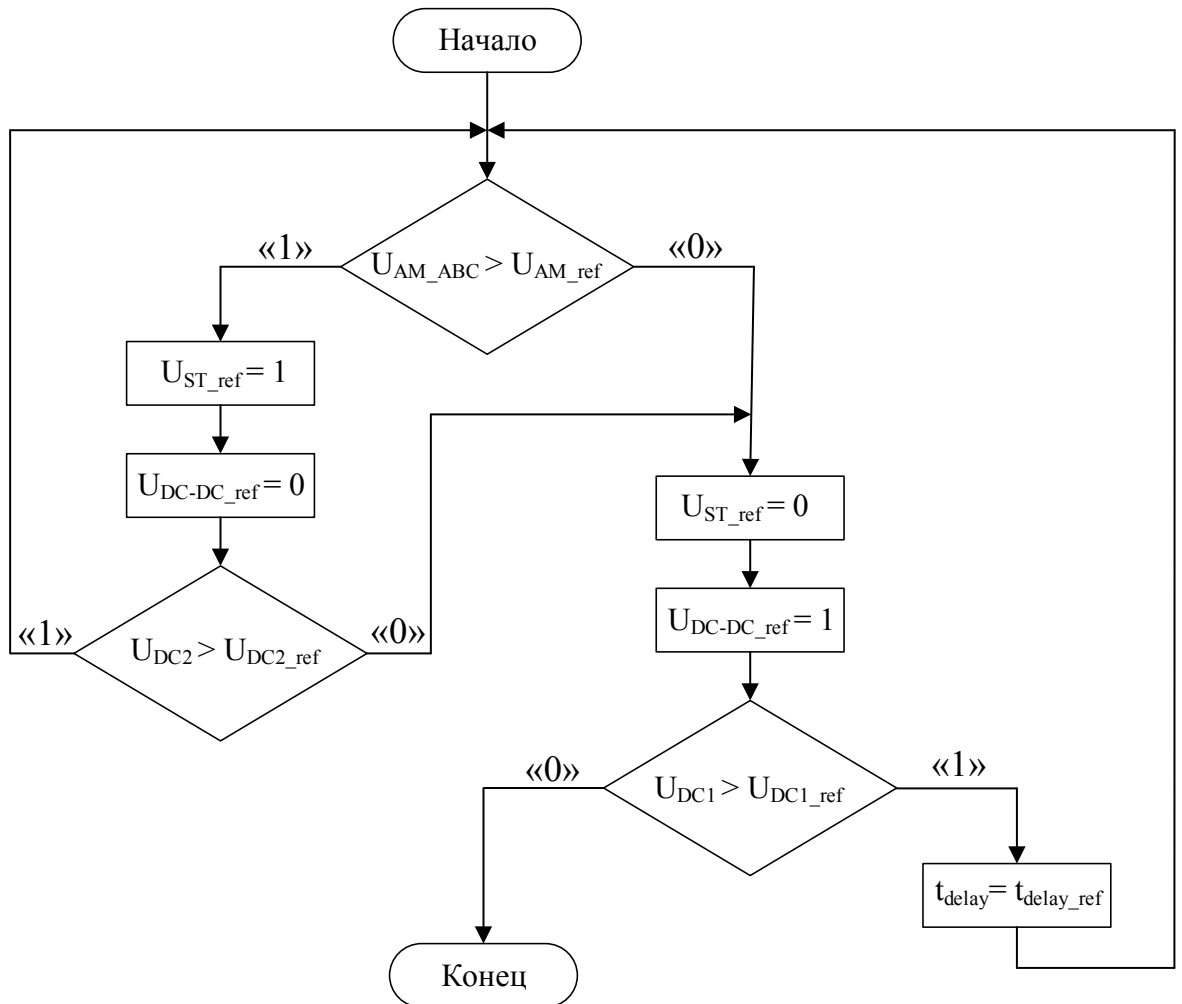 Начало
«1»
U_AM_ABC > U_AM_ref
«0»
U_ST_ref = 1
U_DC-DC_ref = 0
«1»
U_DC2 > U_DC2_ref
«0»
U_ST_ref = 0
U_DC-DC_ref = 1
«0»
U_DC1 > U_DC1_ref
«1»
t_delay = t_delay_ref
Конец